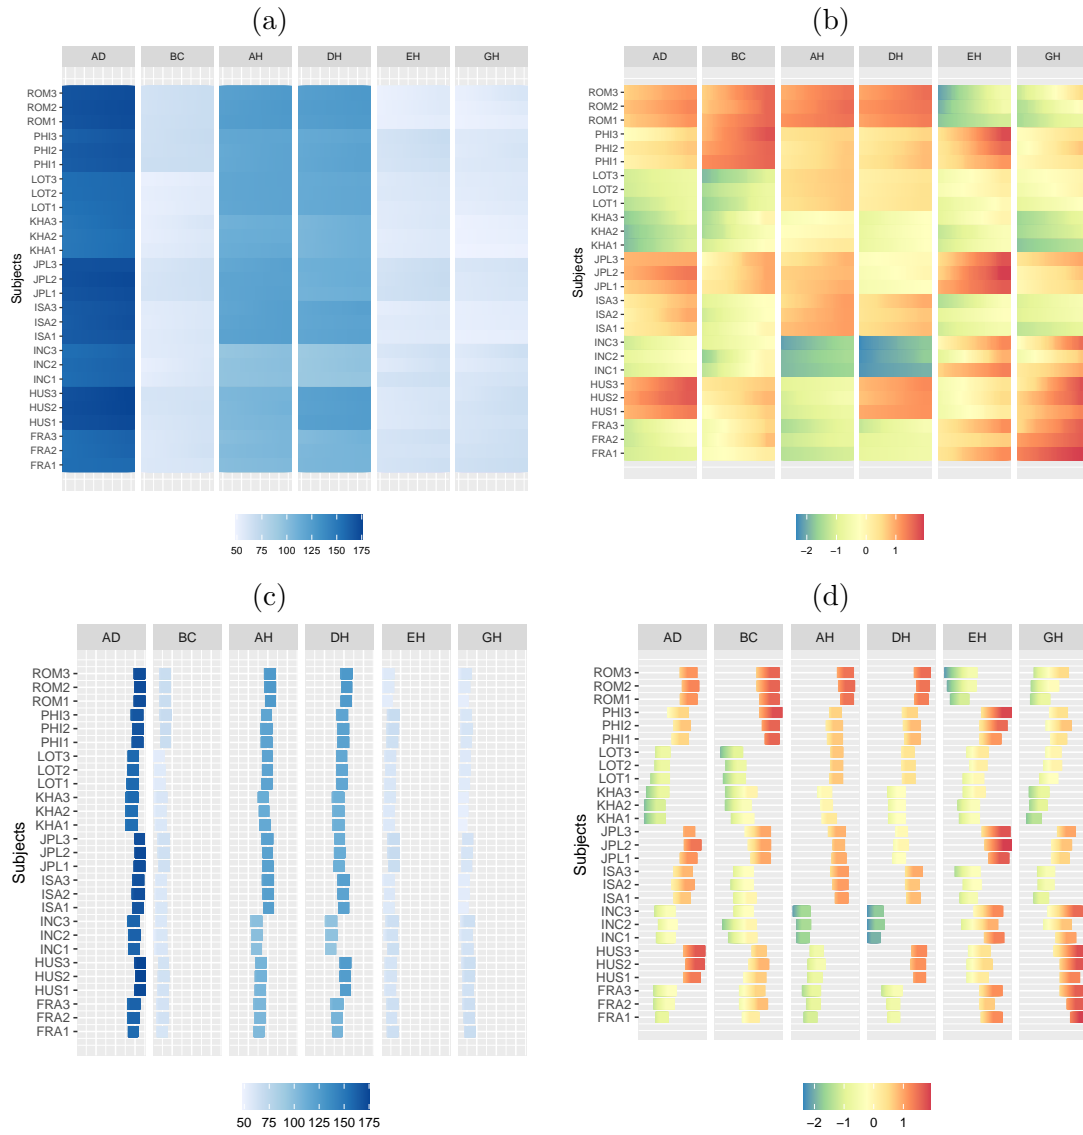 (a)
AD BC AH DH EH GH
Subjects
ROM3
ROM2
ROM1
PHI3
PHI2
PHI1
LOT3
LOT2
LOT1
KHA3
KHA2
KHA1
JPL3
JPL2
JPL1
ISA3
ISA2
ISA1
INC3
INC2
INC1
HUS3
HUS2
HUS1
FRA3
FRA2
FRA1
50 75 100 125 150 175
(b)
AD BC AH DH EH GH
Subjects
ROM3
ROM2
ROM1
PHI3
PHI2
PHI1
LOT3
LOT2
LOT1
KHA3
KHA2
KHA1
JPL3
JPL2
JPL1
ISA3
ISA2
ISA1
INC3
INC2
INC1
HUS3
HUS2
HUS1
FRA3
FRA2
FRA1
−2 −1 0 1
(c)
AD BC AH DH EH GH
Subjects
ROM3
ROM2
ROM1
PHI3
PHI2
PHI1
LOT3
LOT2
LOT1
KHA3
KHA2
KHA1
JPL3
JPL2
JPL1
ISA3
ISA2
ISA1
INC3
INC2
INC1
HUS3
HUS2
HUS1
FRA3
FRA2
FRA1
50 75 100 125 150 175
(d)
AD BC AH DH EH GH
Subjects
ROM3
ROM2
ROM1
PHI3
PHI2
PHI1
LOT3
LOT2
LOT1
KHA3
KHA2
KHA1
JPL3
JPL2
JPL1
ISA3
ISA2
ISA1
INC3
INC2
INC1
HUS3
HUS2
HUS1
FRA3
FRA2
FRA1
−2 −1 0 1